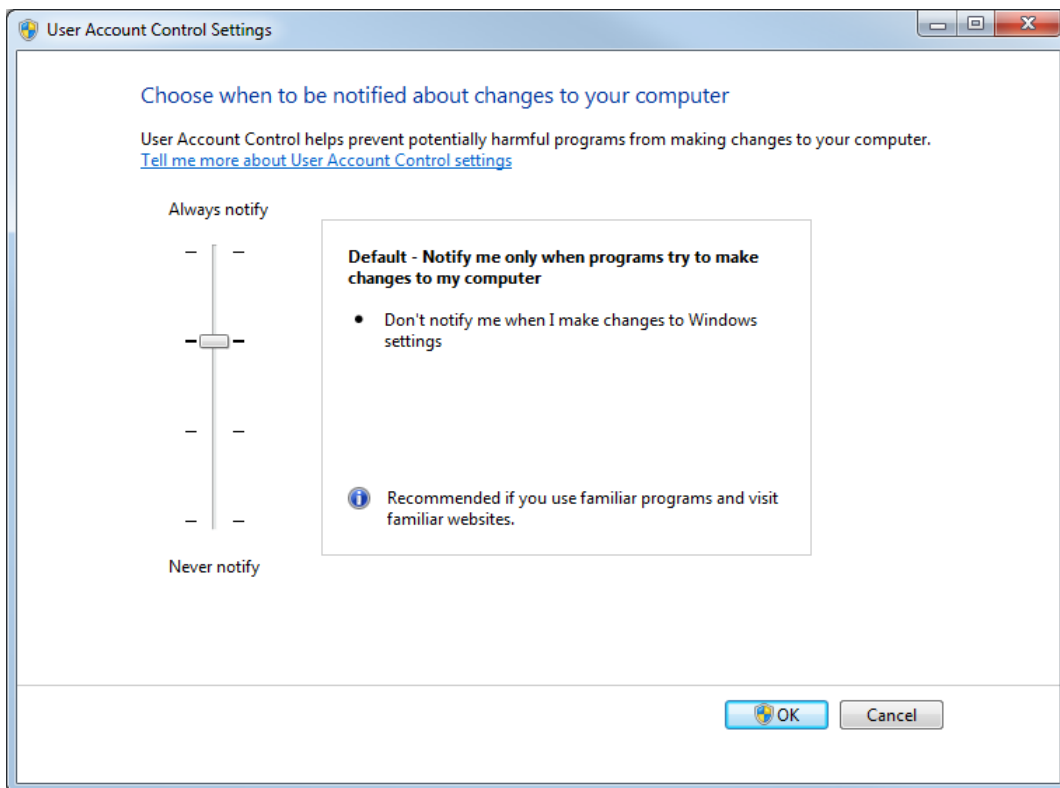 User Account Control Settings
Choose when to be notified about changes to your computer
User Account Control helps prevent potentially harmful programs from making changes to your computer.
Tell me more about User Account Control settings
Always notify
Default - Notify me only when programs try to make
changes to my computer
• Don't notify me when I make changes to Windows
settings
Recommended if you use familiar programs and visit
familiar websites.
Never notify
OK
Cancel